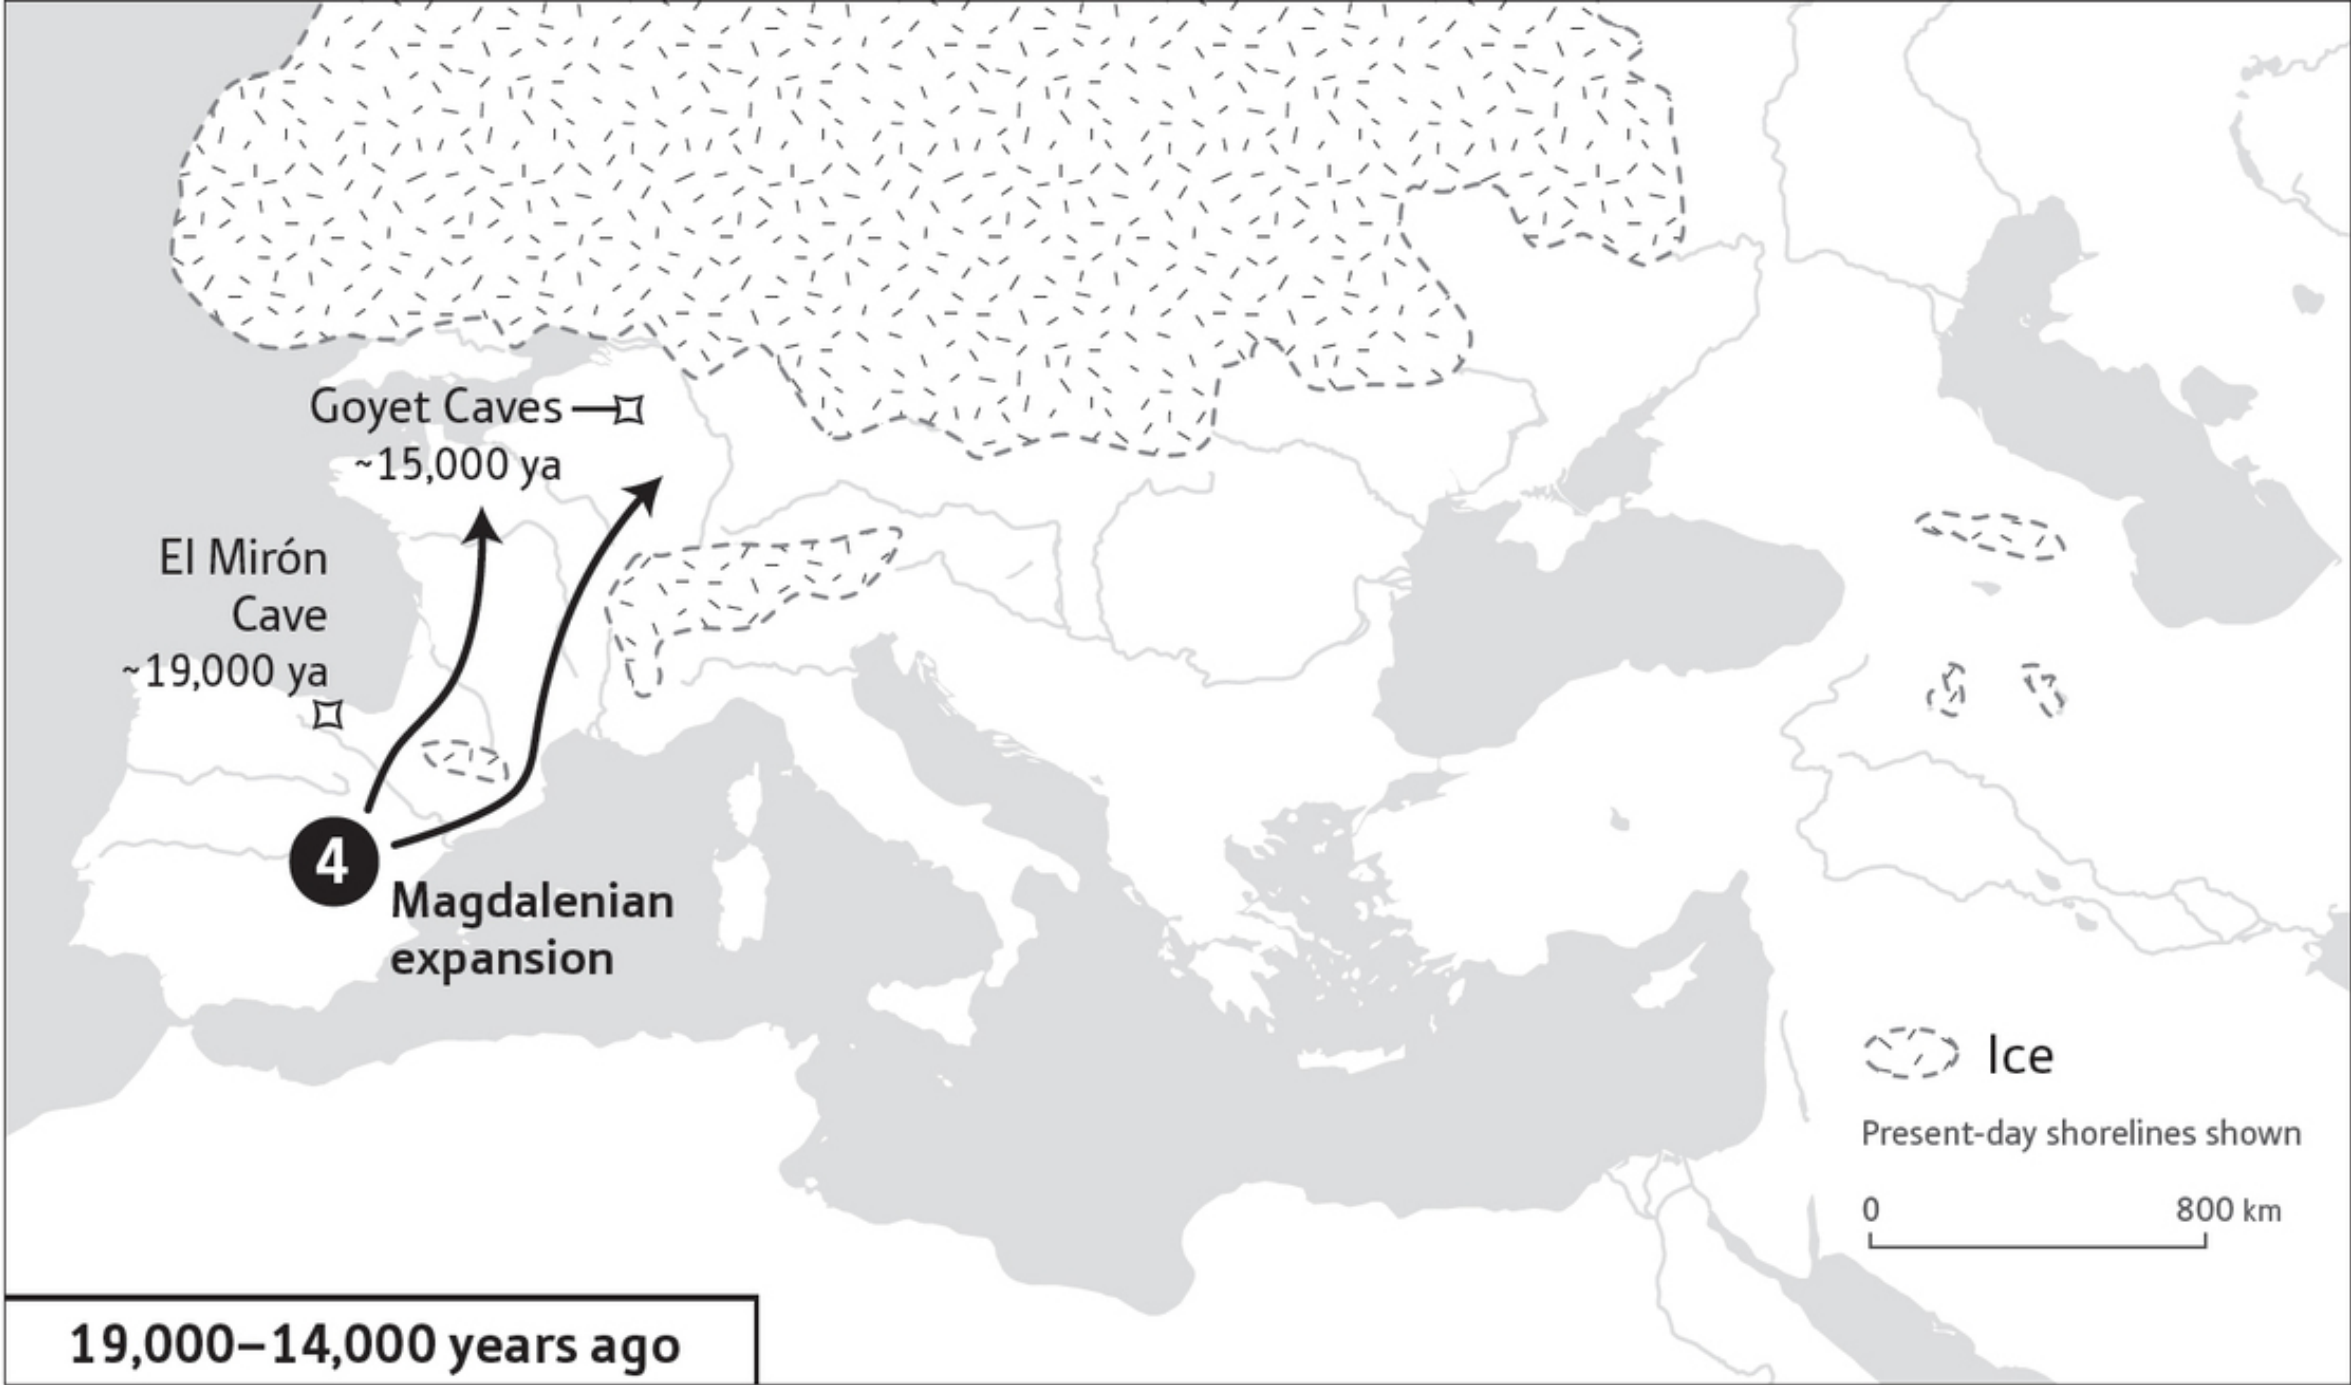 Goyet Caves
~15,000 ya
El Mirón
Cave
~19,000 ya
4
Magdalenian
expansion
Ice
Present-day shorelines shown
0 800 km
19,000–14,000 years ago